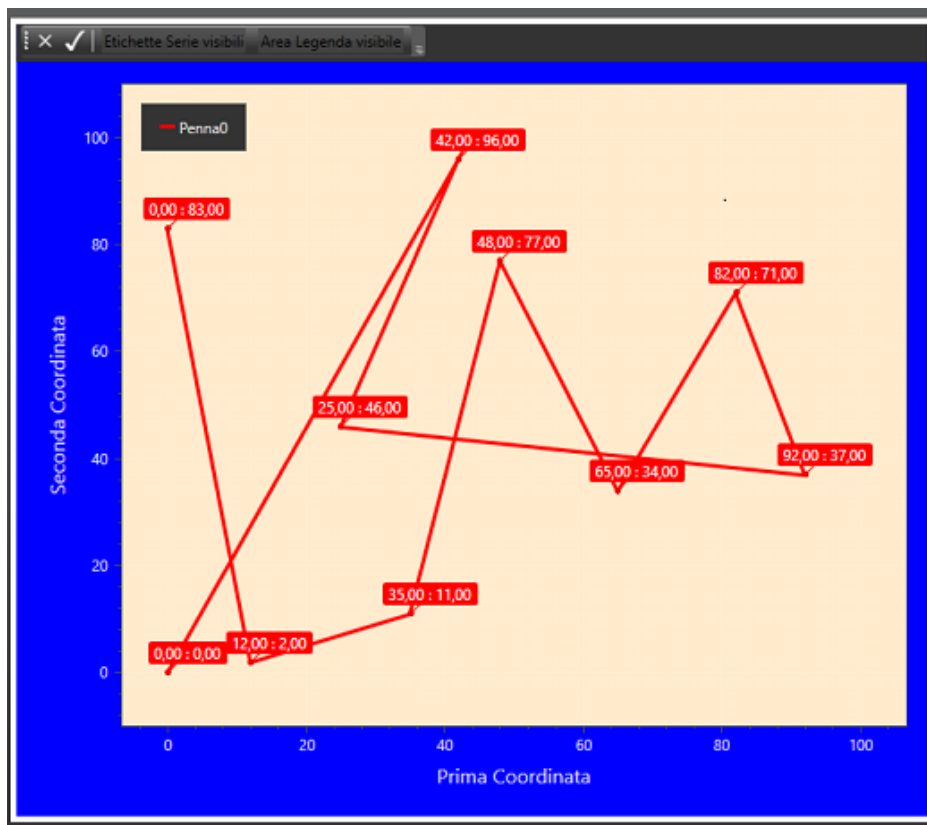 Etichette Serie visibili Area Legenda visibile
Penna0
42,00 : 96,00
0,00 : 83,00
48,00 : 77,00
82,00 : 71,00
25,00 : 46,00
92,00 : 37,00
65,00 : 34,00
35,00 : 11,00
12,00 : 2,00
0,00 : 0,00
100
80
60
40
20
0
Seconda Coordinata
0 20 40 60 80 100
Prima Coordinata